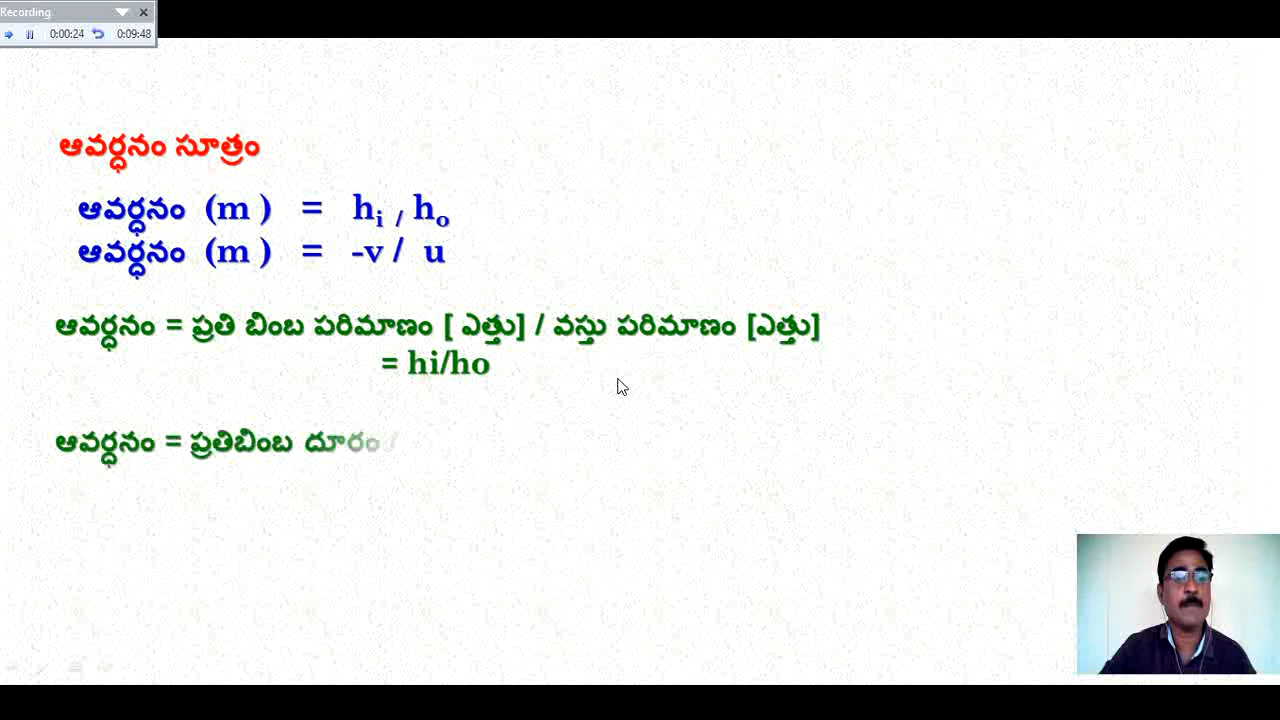 Recording
0:00:24 0:09:48
ఆవర్ధనం సూత్రం
ఆవర్ధనం (m ) = hi / ho
ఆవర్ధనం (m ) = -v / u
ఆవర్ధనం = ప్రతి బింబ పరిమాణం [ ఎత్తు] / వస్తు పరిమాణం [ఎత్తు]
= hi/ho
ఆవర్ధనం = ప్రతిబింబ దూరం /